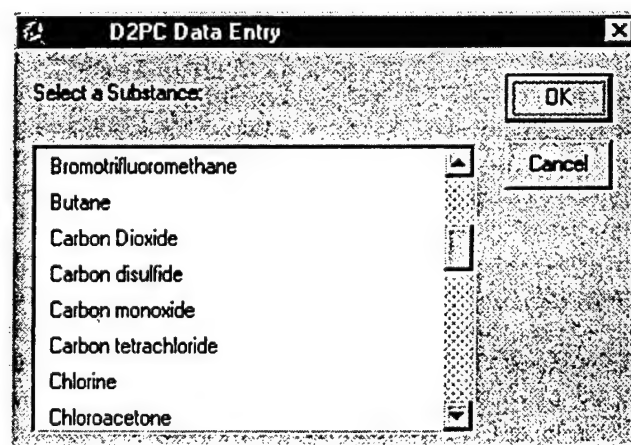 D2PC Data Entry
Select a Substance:
OK
Cancel
Bromotrifluoromethane
Butane
Carbon Dioxide
Carbon disulfide
Carbon monoxide
Carbon tetrachloride
Chlorine
Chloroacetone